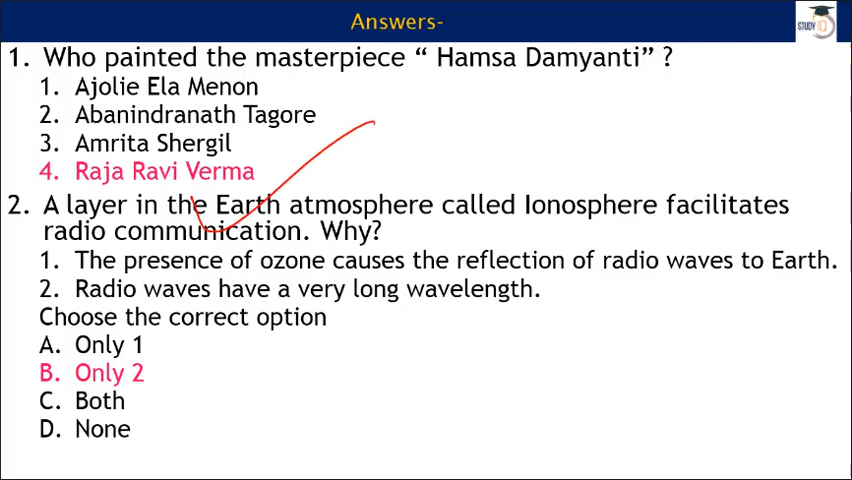 Answers-
STUDY IQ
1. Who painted the masterpiece “ Hamsa Damyanti” ?
1. Ajolie Ela Menon
2. Abanindranath Tagore
3. Amrita Shergil
4. Raja Ravi Verma
2. A layer in the Earth atmosphere called Ionosphere facilitates
radio communication. Why?
1. The presence of ozone causes the reflection of radio waves to Earth.
2. Radio waves have a very long wavelength.
Choose the correct option
A. Only 1
B. Only 2
C. Both
D. None